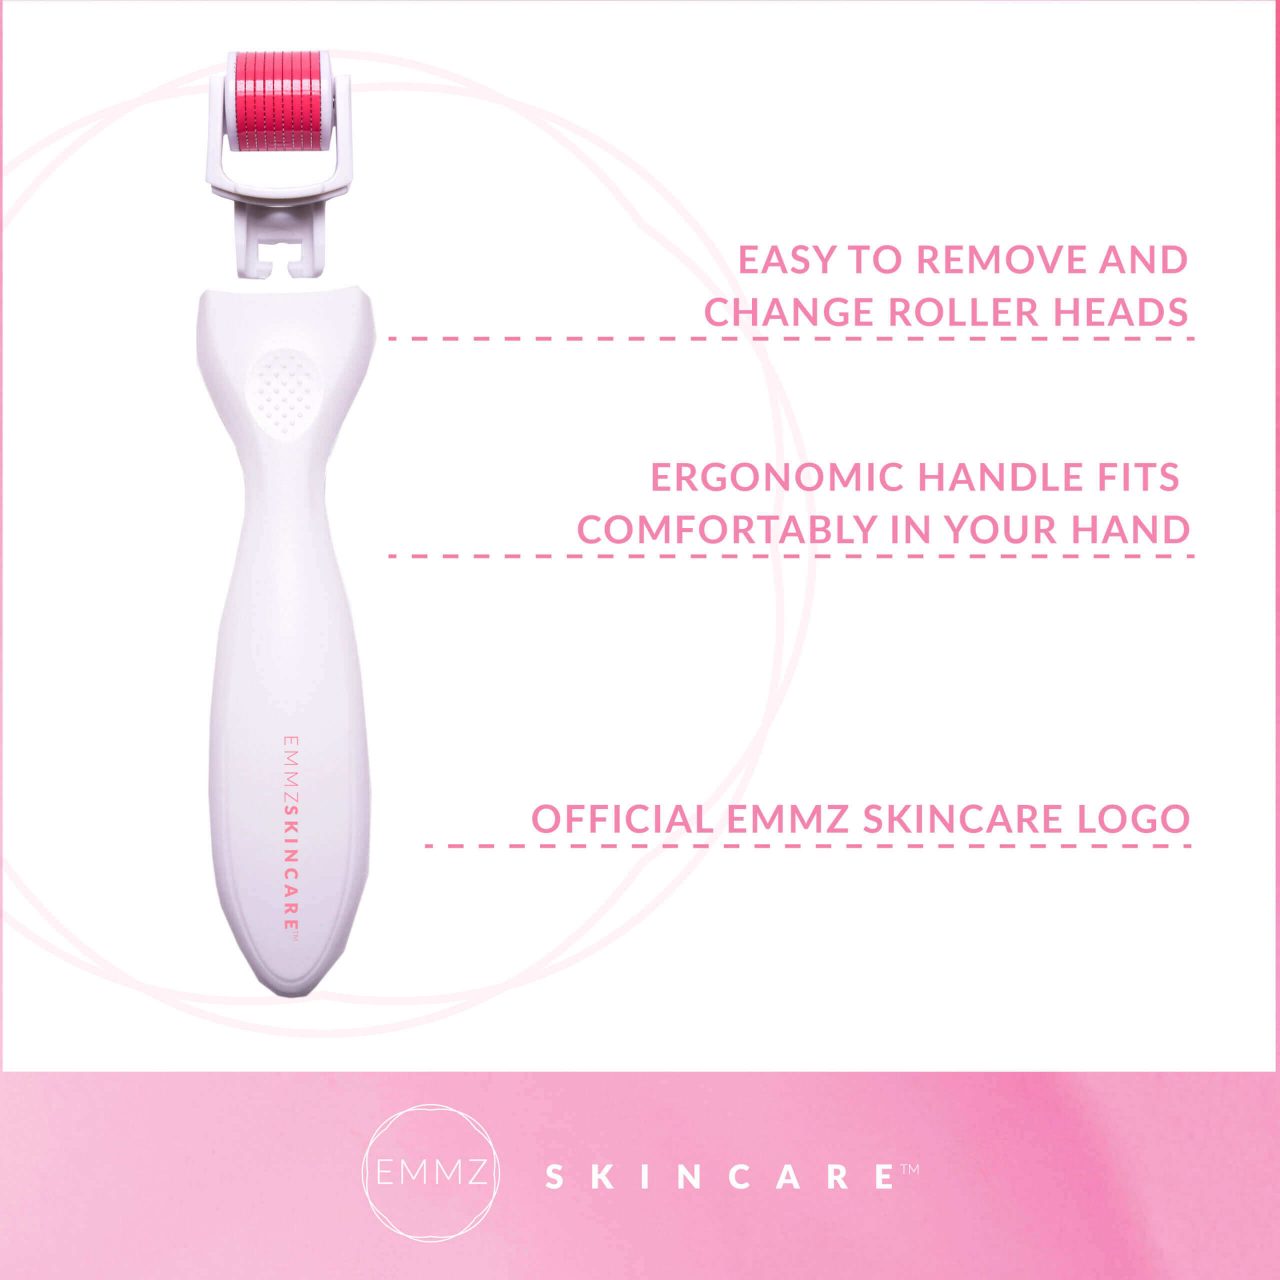 EASY TO REMOVE AND
CHANGE ROLLER HEADS
ERGONOMIC HANDLE FITS
COMFORTABLY IN YOUR HAND
EMMZSKINCARE™
OFFICIAL EMMZ SKINCARE LOGO
EMMZ SKINCARE™